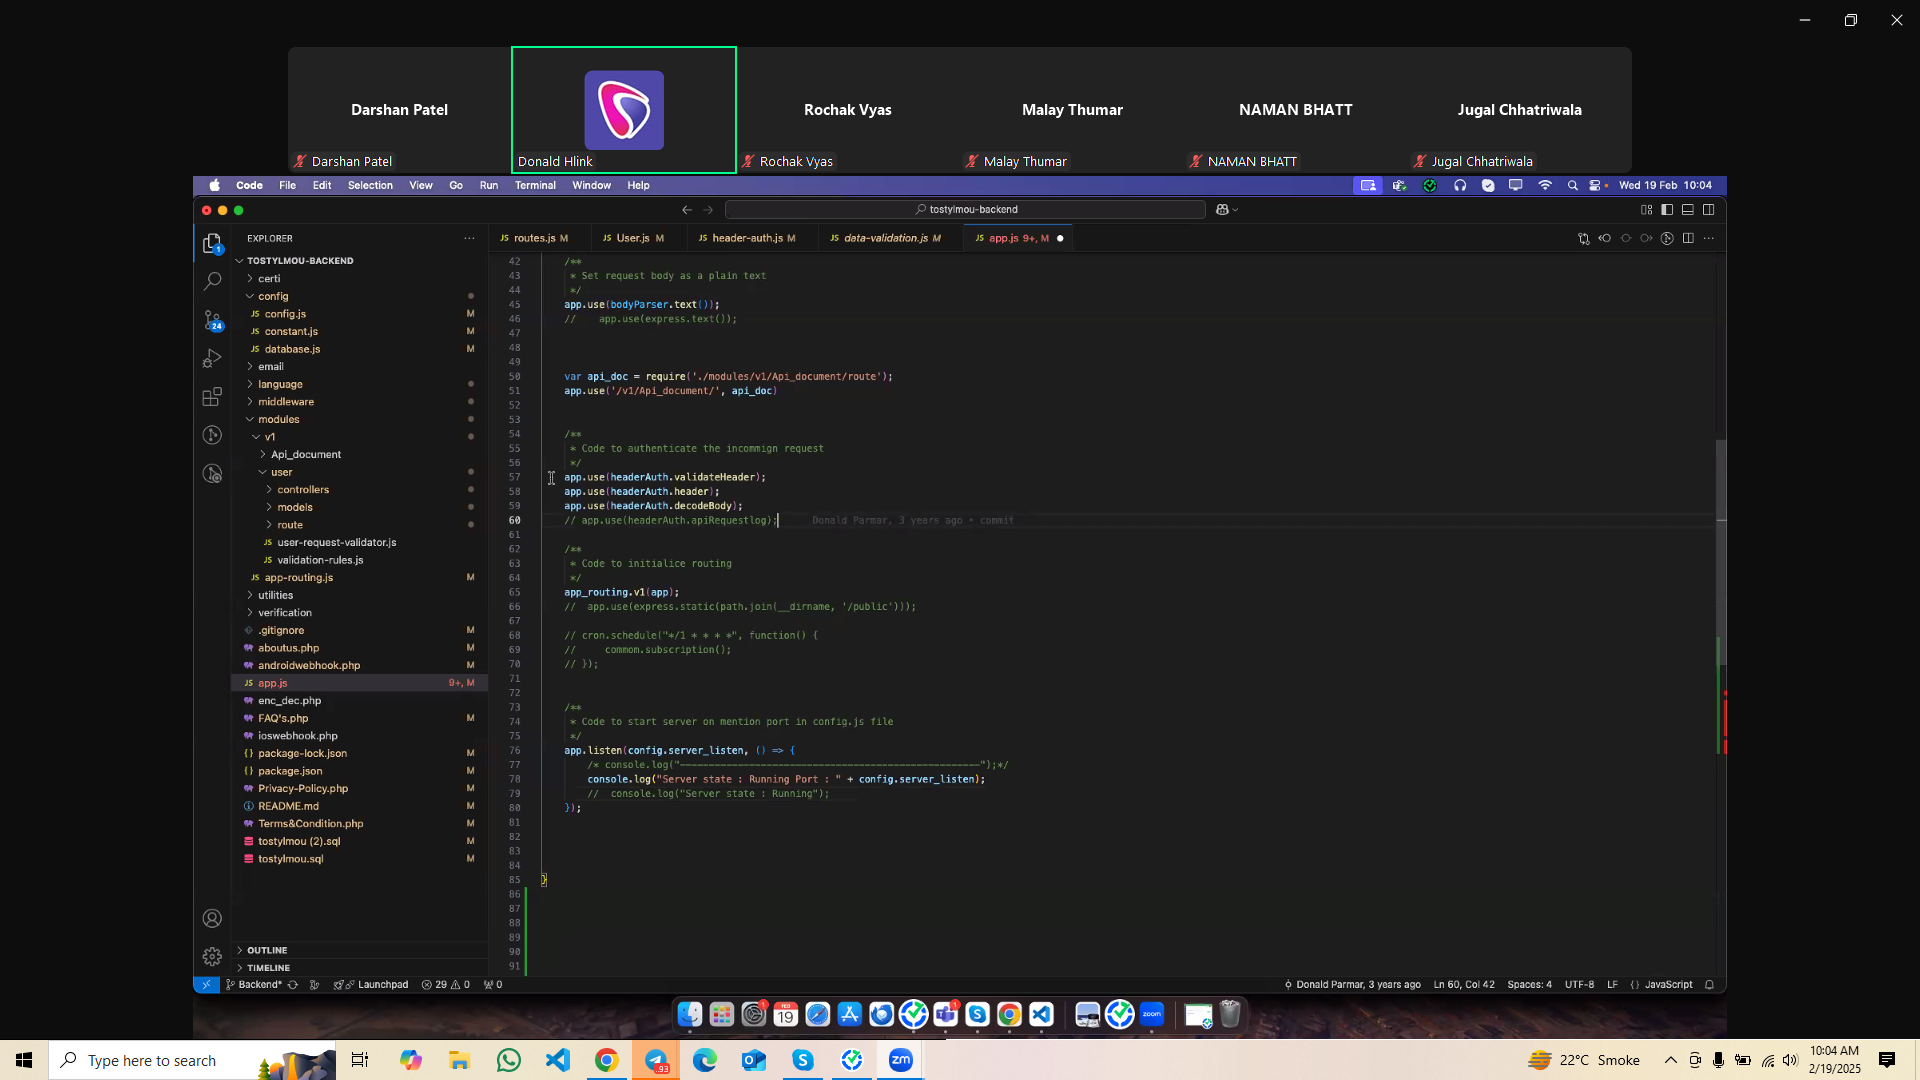 Darshan Patel
Rochak Vyas
Malay Thumar
NAMAN BHATT
Jugal Chhatriwala
Darshan Patel
Donald Hlink
Rochak Vyas
Malay Thumar
NAMAN BHATT
Jugal Chhatriwala
Code File Edit Selection View Go Run Terminal Window Help
Wed 19 Feb 10:04
tostylmou-backend
EXPLORER
routes.js M
User.js M
header-auth.js M
data-validation.js M
app.js 9+, M
TOSTYLMOU-BACKEND
certi
config
config.js M
constant.js M
database.js M
email
language
middleware
modules
v1
Api_document
user
controllers
models
route
user-request-validator.js
validation-rules.js
app-routing.js M
utilities
verification
.gitignore M
aboutus.php M
androidwebhook.php M
app.js 9+, M
enc_dec.php
FAQ's.php M
ioswebhook.php
package-lock.json M
package.json M
Privacy-Policy.php M
README.md M
Terms&Condition.php M
tostylmou (2).sql M
tostylmou.sql M
OUTLINE
TIMELINE
1
24
42 /**
43 * Set request body as a plain text
44 */
45 app.use(bodyParser.text());
46 // app.use(express.text());
47
48
49
50 var api_doc = require('./modules/v1/Api_document/route');
51 app.use('/v1/Api_document/', api_doc)
52
53
54 /**
55 * Code to authenticate the incommign request
56 */
57 app.use(headerAuth.validateHeader);
58 app.use(headerAuth.header);
59 app.use(headerAuth.decodeBody);
60 // app.use(headerAuth.apiRequestlog); Donald Parmar, 3 years ago • commit
61
62 /**
63 * Code to initialice routing
64 */
65 app_routing.v1(app);
66 // app.use(express.static(path.join(__dirname, '/public')));
67
68 // cron.schedule("*/1 * * * *", function() {
69 // commom.subscription();
70 // });
71
72
73 /**
74 * Code to start server on mention port in config.js file
75 */
76 app.listen(config.server_listen, () => {
77 /* console.log("----------------------------------------------------");*/
78 console.log("Server state : Running Port : " + config.server_listen);
79 // console.log("Server state : Running");
80 });
81
82
83
84
85 }
86
87
88
89
90
91
Backend* Launchpad 29 0 0
Donald Parmar, 3 years ago Ln 60, Col 42 Spaces: 4 UTF-8 LF {} JavaScript
1
FEB
19
1
zoom
Type here to search
93
zm
22°C Smoke
10:04 AM
2/19/2025